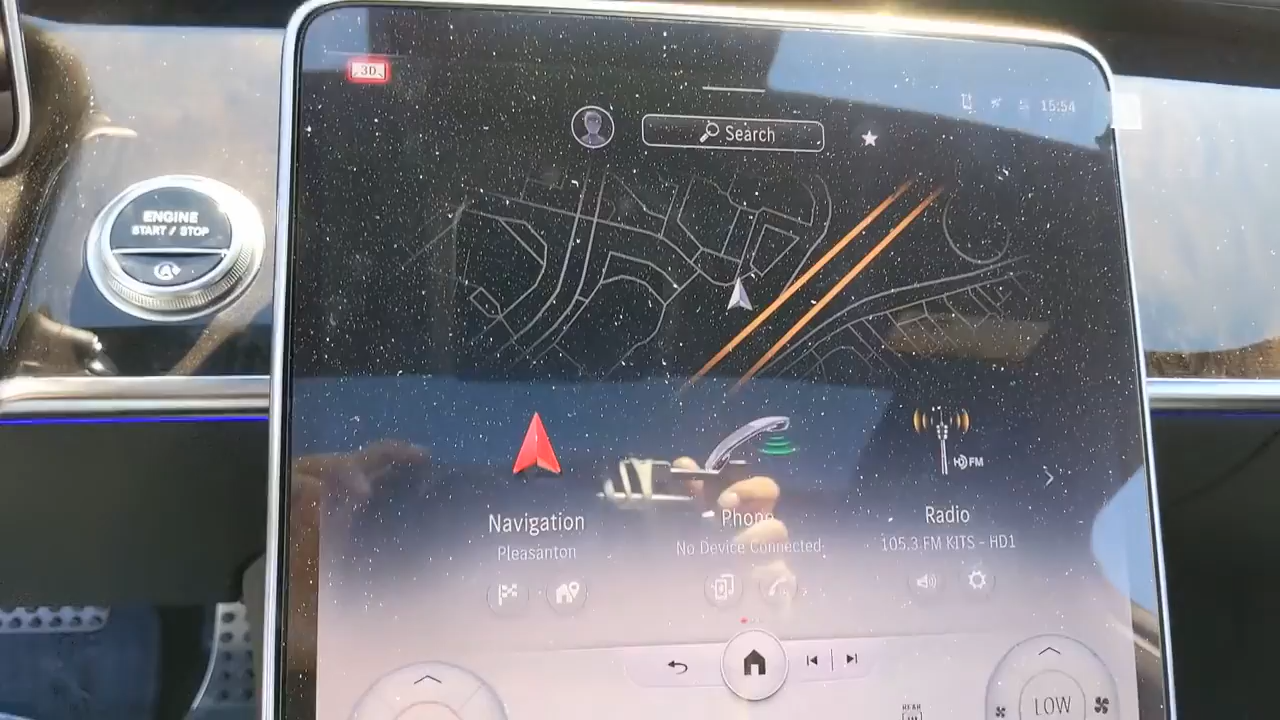 3D
15:54
Search
ENGINE
START / STOP
A
HD FM
Navigation
Phone
Radio
Pleasanton
No Device Connected
105.3 FM KITS - HD1
LOW
REAR